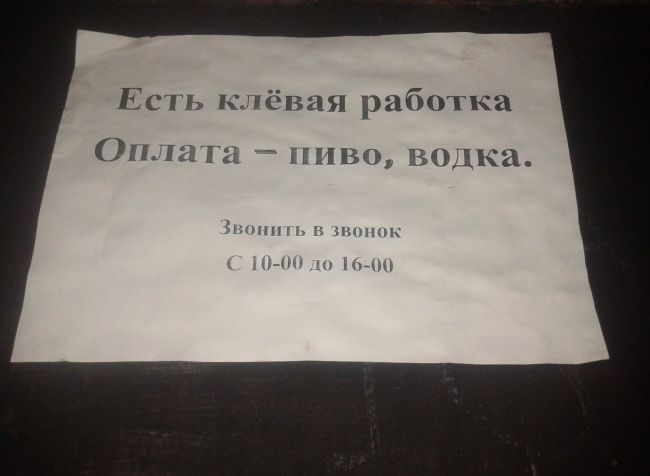 Есть клёвая работка
Оплата – пиво, водка.
Звонить в звонок
С 10-00 до 16-00